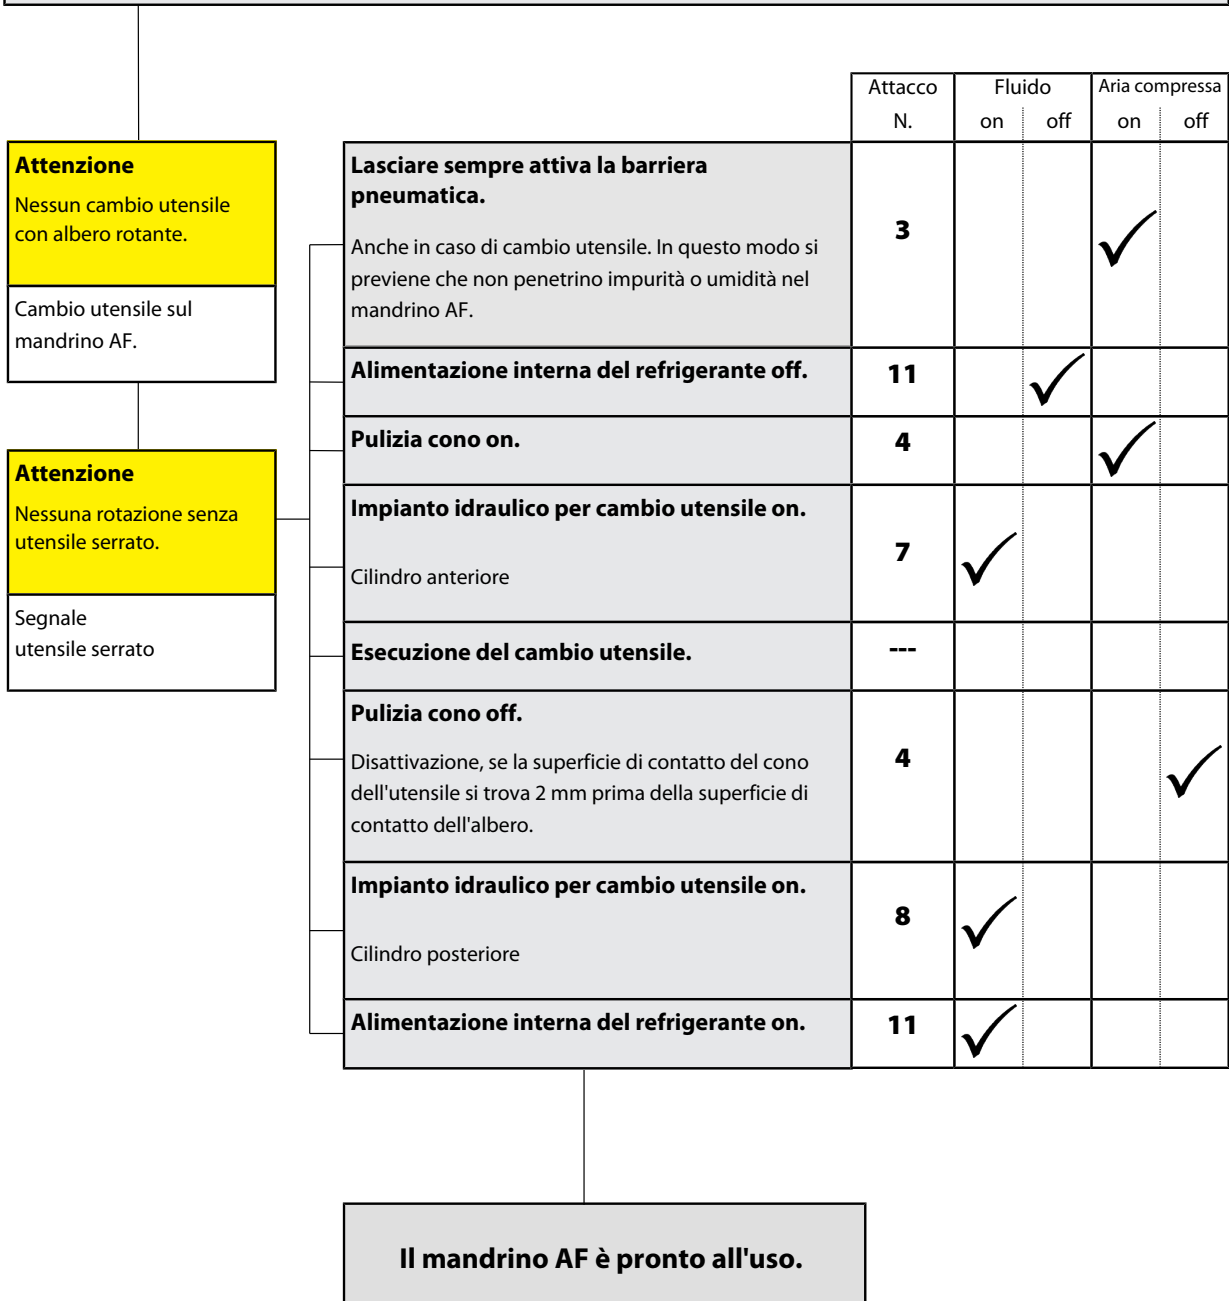 Attacco Fluido Aria compressa
N. on off on off
Attenzione
Nessun cambio utensile
con albero rotante.
Cambio utensile sul
mandrino AF.
Attenzione
Nessuna rotazione senza
utensile serrato.
Segnale
utensile serrato
Lasciare sempre attiva la barriera
pneumatica.
Anche in caso di cambio utensile. In questo modo si
previene che non penetrino impurità o umidità nel
mandrino AF.
3
Alimentazione interna del refrigerante off.
11
Pulizia cono on.
4
Impianto idraulico per cambio utensile on.
Cilindro anteriore
7
Esecuzione del cambio utensile.
---
Pulizia cono off.
Disattivazione, se la superficie di contatto del cono
dell'utensile si trova 2 mm prima della superficie di
contatto dell'albero.
4
Impianto idraulico per cambio utensile on.
Cilindro posteriore
8
Alimentazione interna del refrigerante on.
11
Il mandrino AF è pronto all'uso.